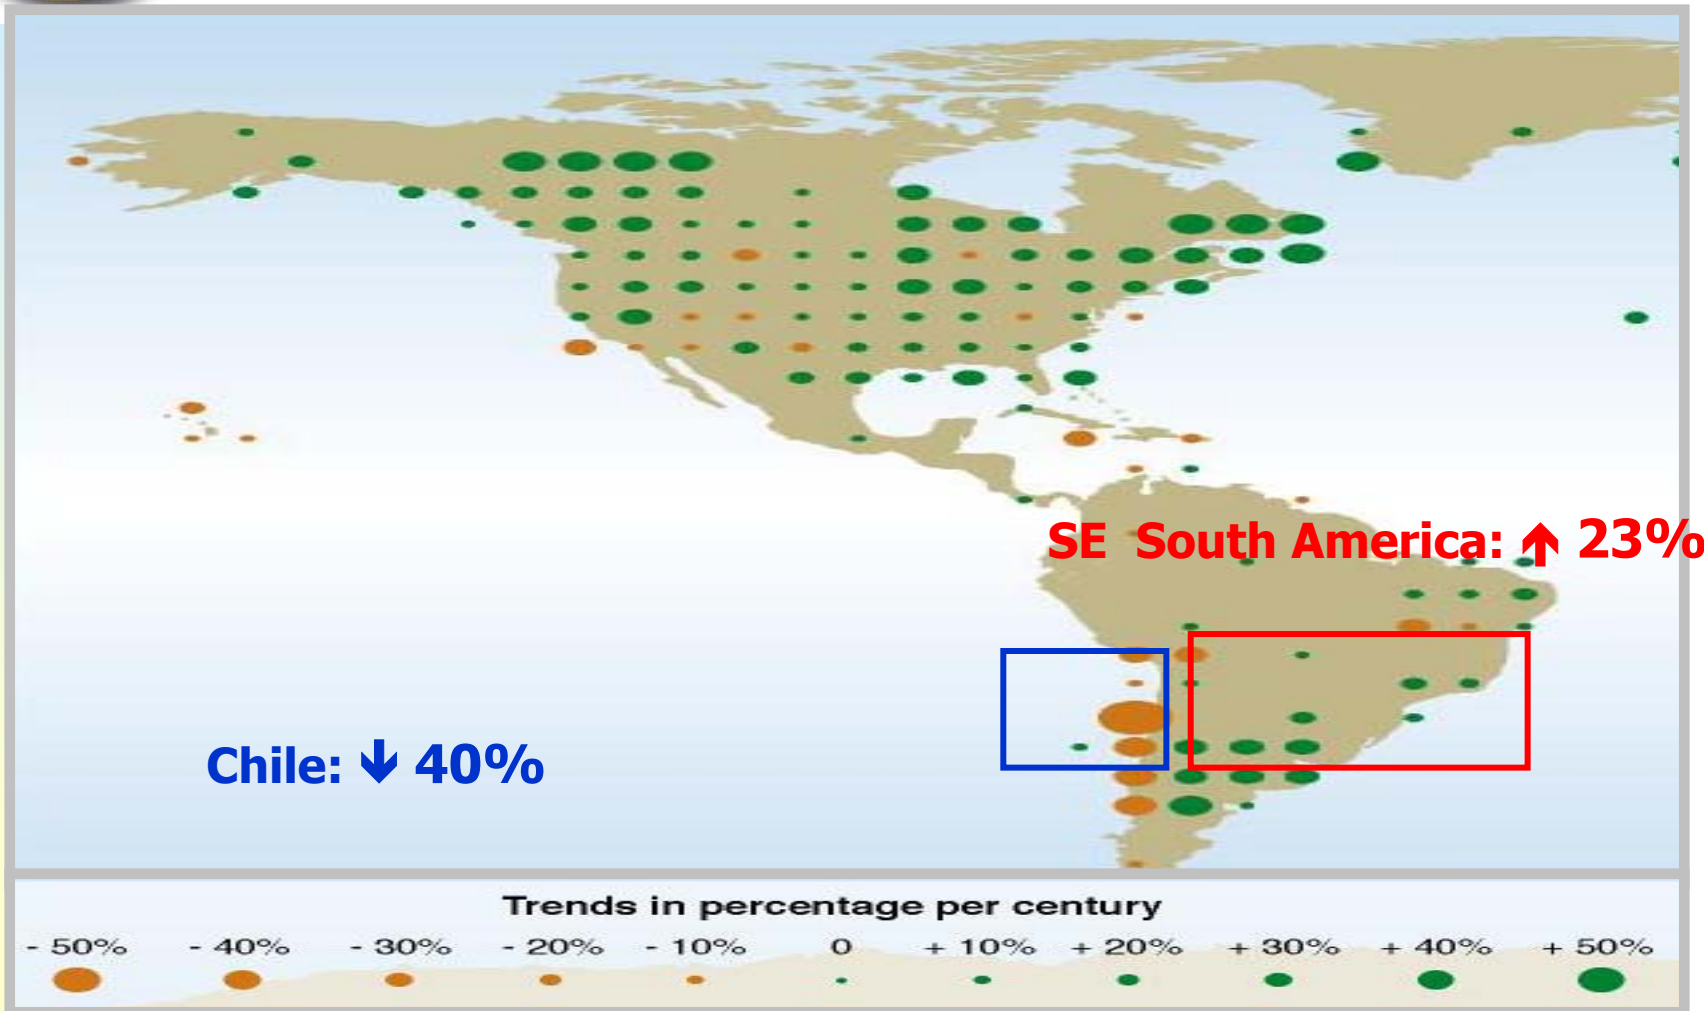 SE South America: ↑ 23%
Chile: ↓ 40%
Trends in percentage per century
- 50% - 40% - 30% - 20% - 10% 0 + 10% + 20% + 30% + 40% + 50%